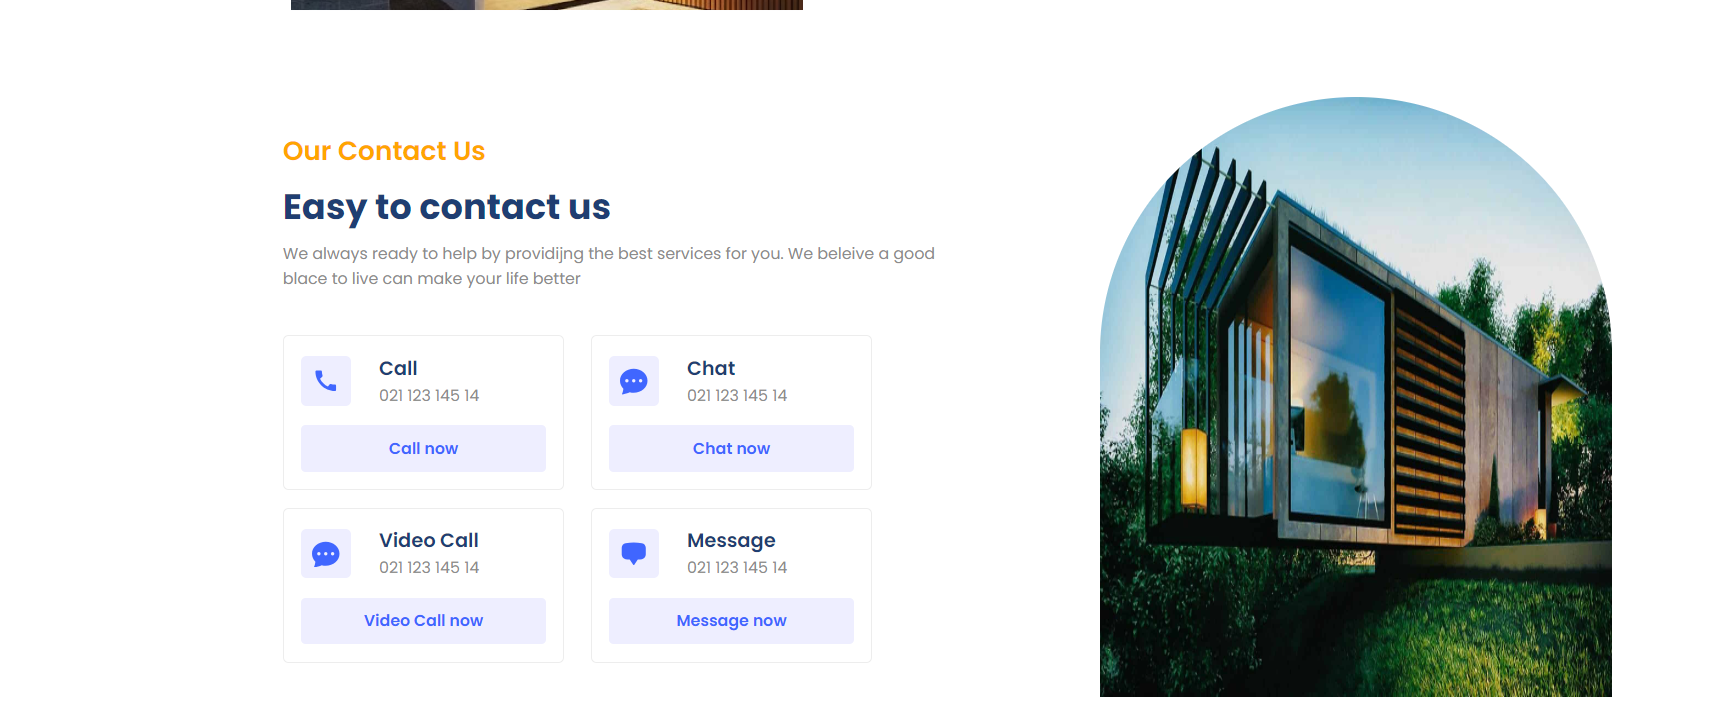 Our Contact Us
Easy to contact us
We always ready to help by providijng the best services for you. We beleive a good
blace to live can make your life better
Call
021 123 145 14
Call now
Chat
021 123 145 14
Chat now
Video Call
021 123 145 14
Video Call now
Message
021 123 145 14
Message now